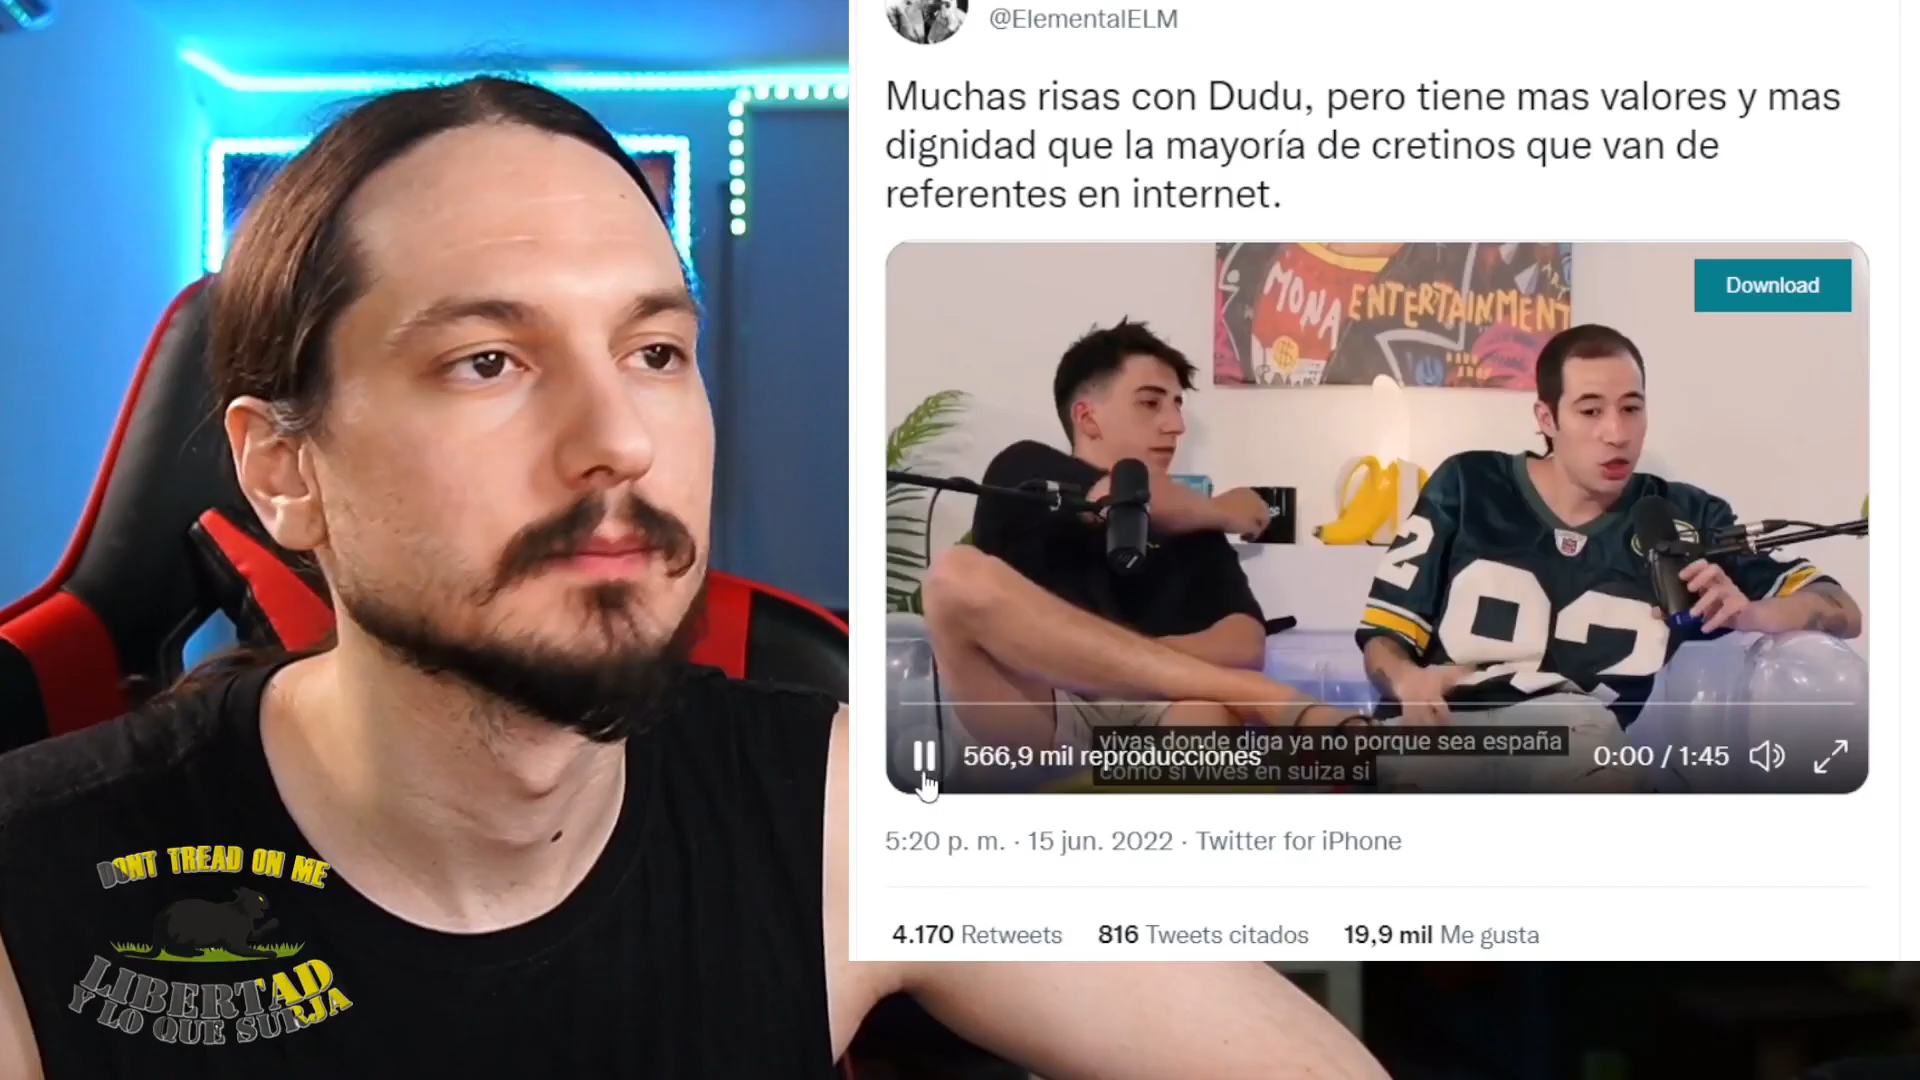 @ElementalELM
Muchas risas con Dudu, pero tiene mas valores y mas
dignidad que la mayoría de cretinos que van de
referentes en internet.
Download
MONA ENTERTAINMENT
92
vivas donde diga ya no porque sea españa
como si vives en suiza si
566,9 mil reproducciones
0:00 / 1:45
5:20 p. m. · 15 jun. 2022 · Twitter for iPhone
4.170 Retweets 816 Tweets citados 19,9 mil Me gusta
DONT TREAD ON ME
LIBERTAD
Y LO QUE SURJA